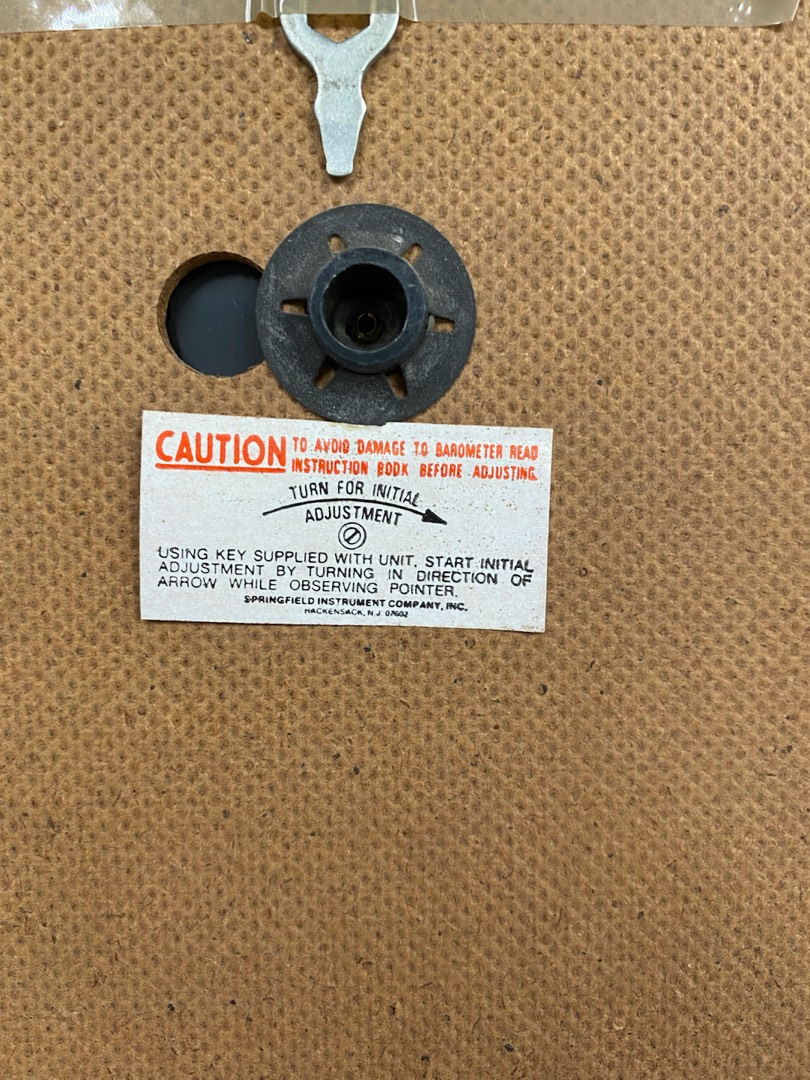 CAUTION TO AVOID DAMAGE TO BAROMETER READ
INSTRUCTION BOOK BEFORE ADJUSTING.
TURN FOR INITIAL
ADJUSTMENT
USING KEY SUPPLIED WITH UNIT, START INITIAL
ADJUSTMENT BY TURNING IN DIRECTION OF
ARROW WHILE OBSERVING POINTER.
SPRINGFIELD INSTRUMENT COMPANY, INC.
HACKENSACK, N.J. 07602